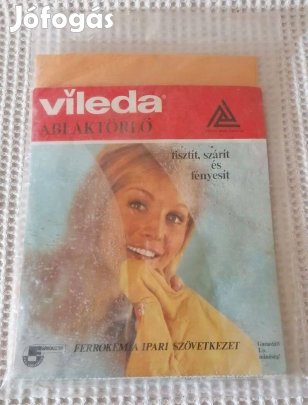 Jófogás
vileda®
ABLAKTÖRLŐ
tisztít, szárít
és
fényesít
FERROKÉMIA IPARI SZÖVETKEZET